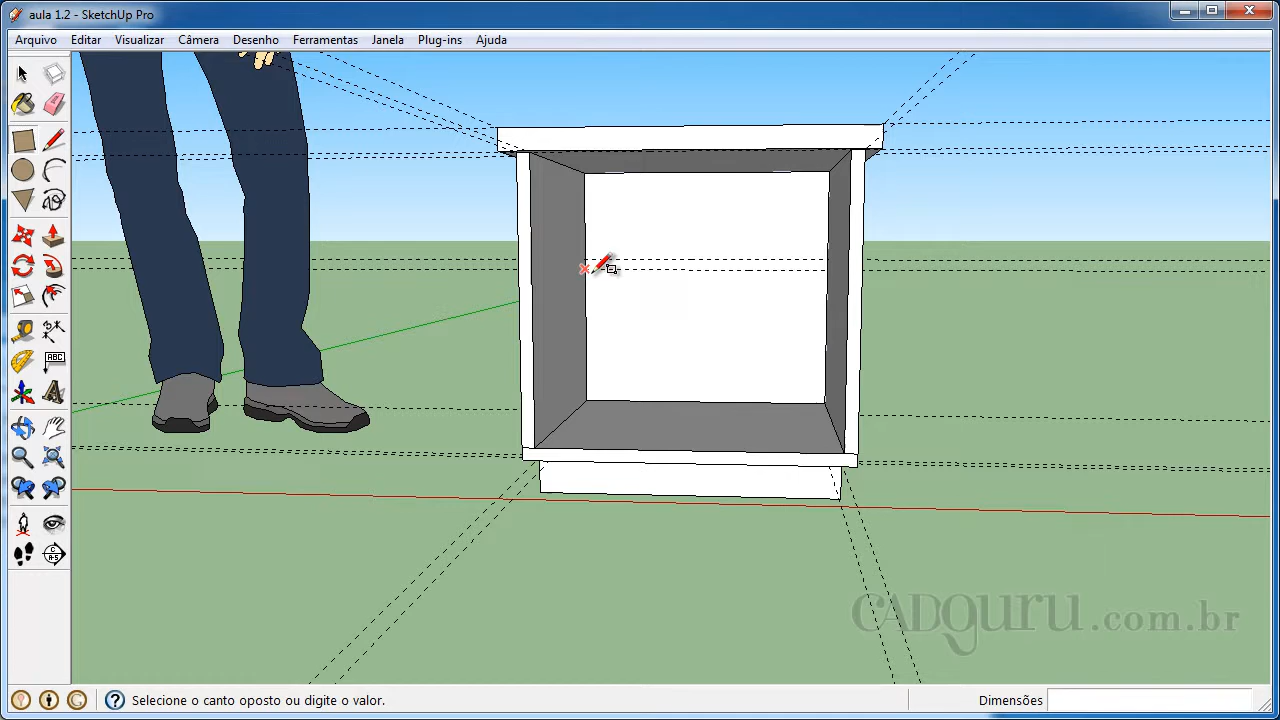 aula 1.2 - SketchUp Pro
Arquivo Editar Visualizar Câmera Desenho Ferramentas Janela Plug-ins Ajuda
ABC
A
C
A-S
CADguru.com.br
Selecione o canto oposto ou digite o valor. Dimensões